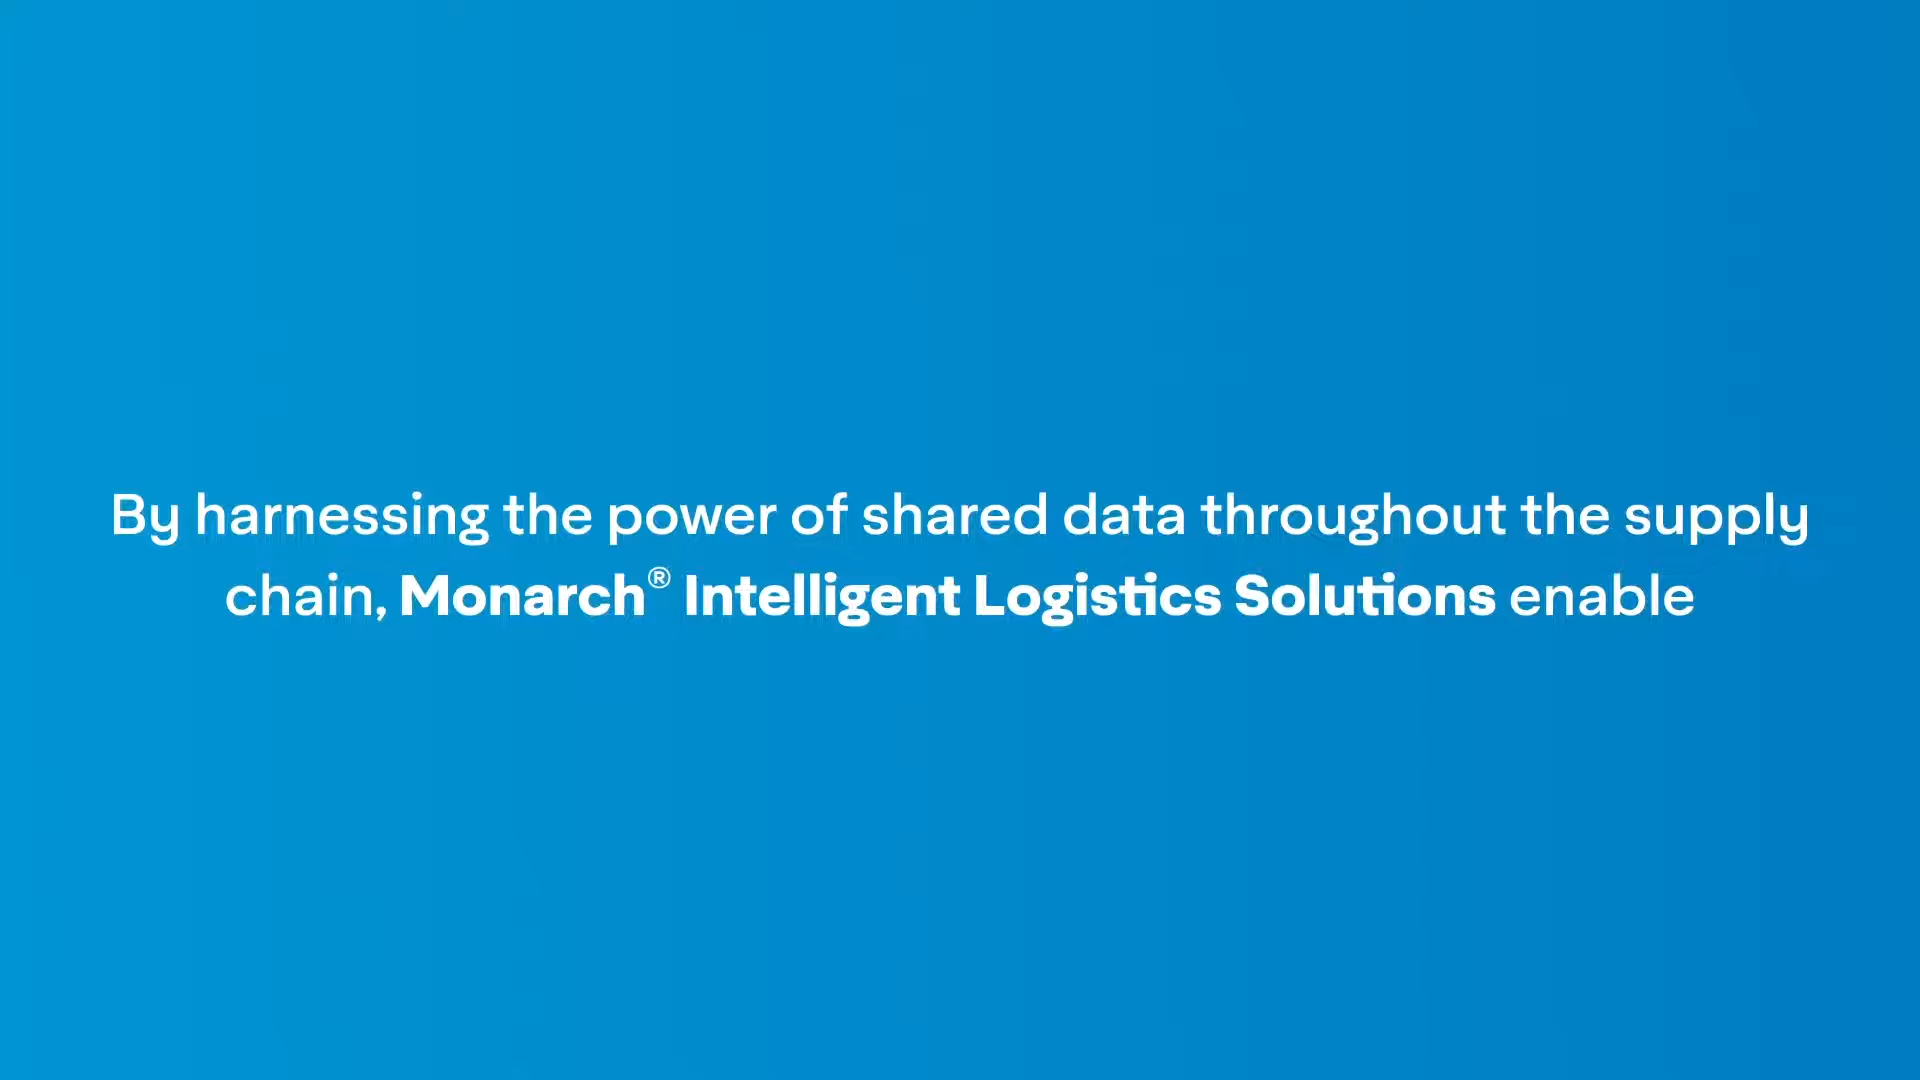 By harnessing the power of shared data throughout the supply
chain, Monarch® Intelligent Logistics Solutions enable